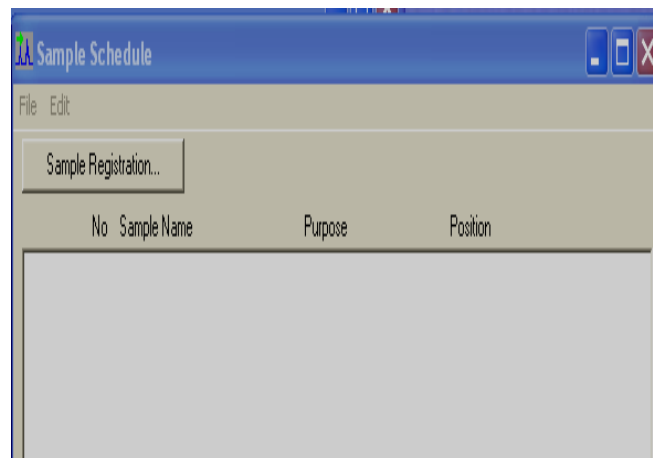 Sample Schedule
File Edit
Sample Registration...
No Sample Name Purpose Position